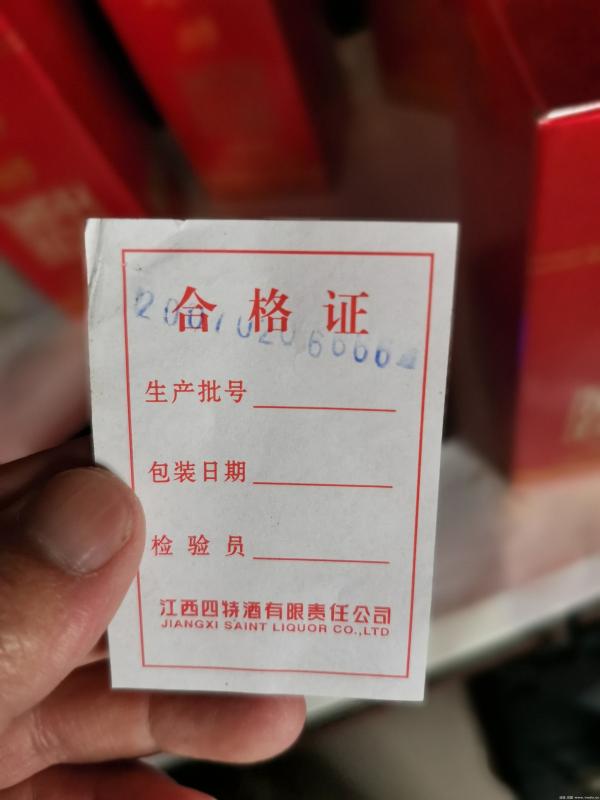 合格证
200702066664
生产批号
包装日期
检验员
江西四特酒有限责任公司
JIANGXI SAINT LIQUOR CO.,LTD